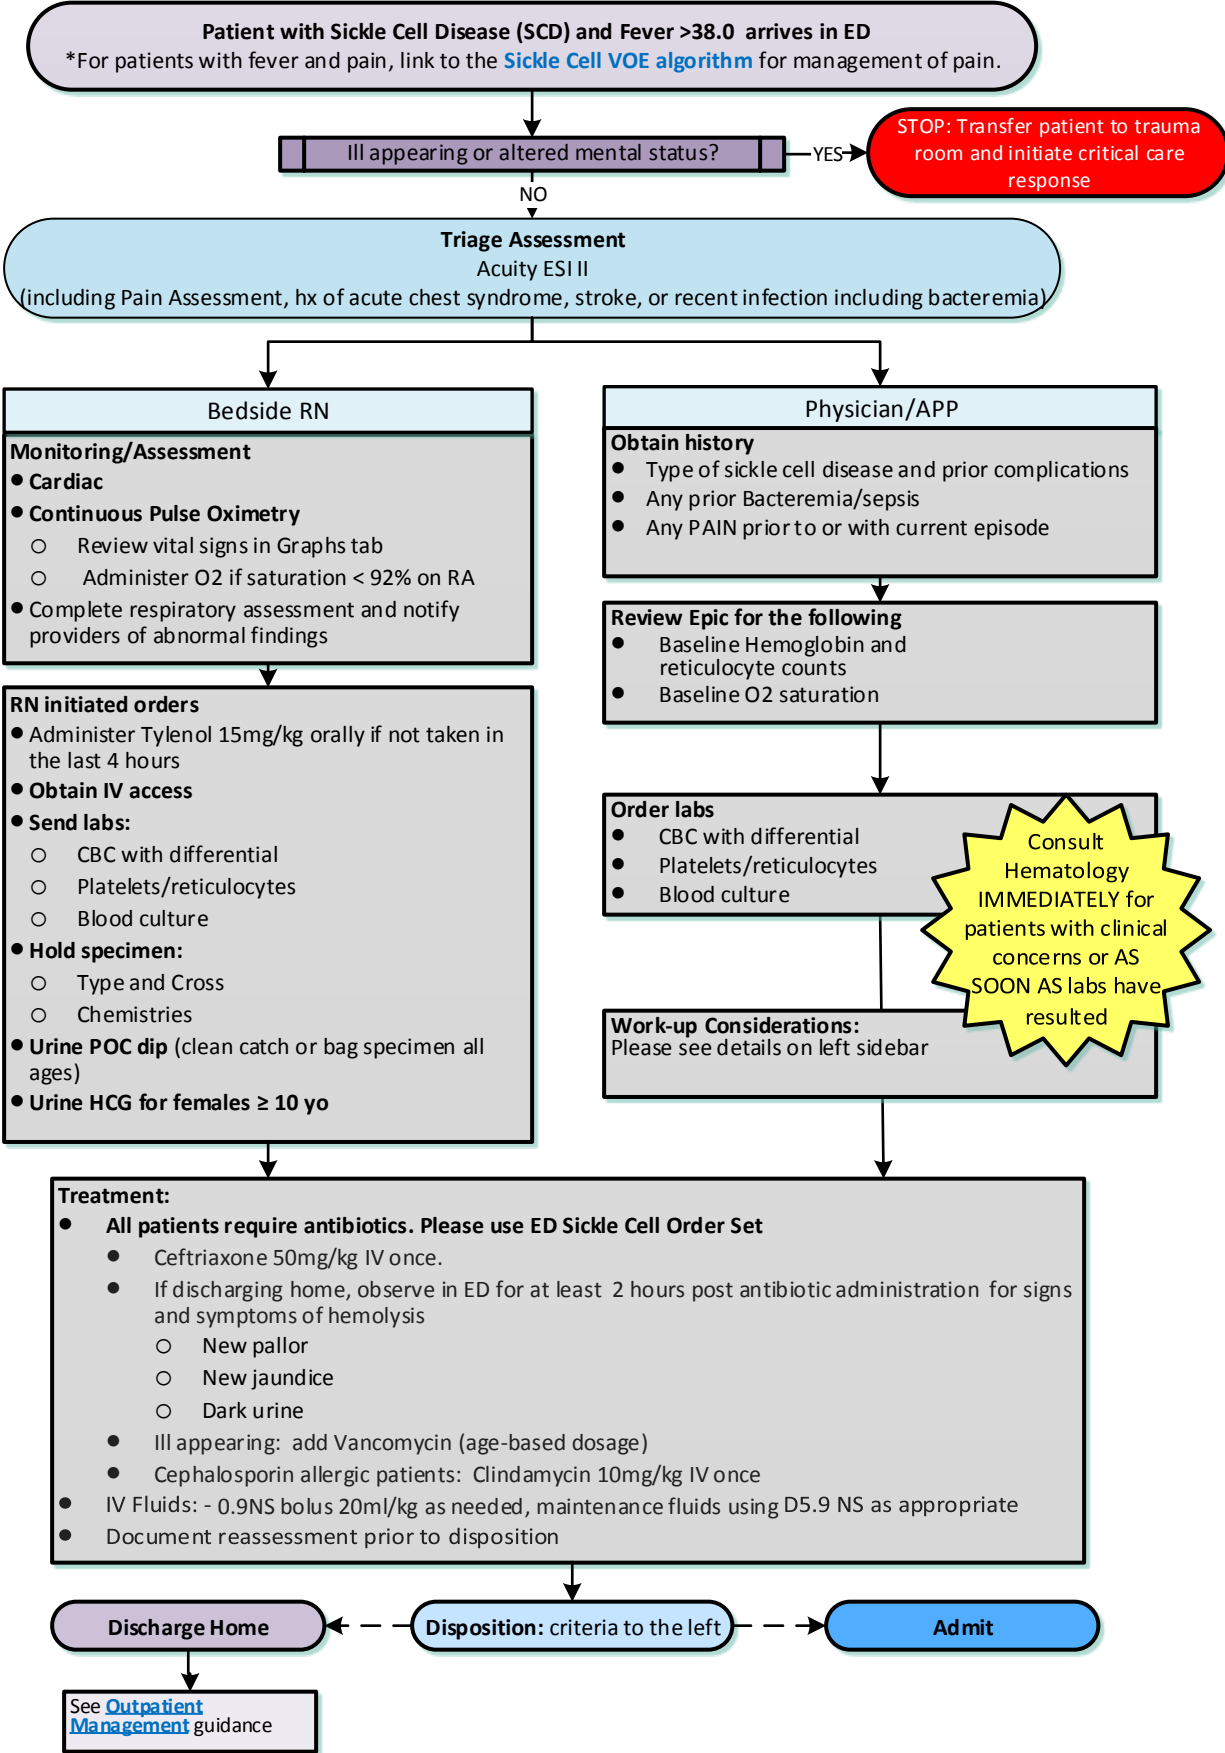 Patient with Sickle Cell Disease (SCD) and Fever >38.0 arrives in ED
*For patients with fever and pain, link to the Sickle Cell VOE algorithm for management of pain.
Ill appearing or altered mental status?
YES
STOP: Transfer patient to trauma
room and initiate critical care
response
NO
Triage Assessment
Acuity ESI II
(including Pain Assessment, hx of acute chest syndrome, stroke, or recent infection including bacteremia)
Bedside RN
Monitoring/Assessment
● Cardiac
● Continuous Pulse Oximetry
○ Review vital signs in Graphs tab
○ Administer O2 if saturation < 92% on RA
● Complete respiratory assessment and notify
providers of abnormal findings
RN initiated orders
● Administer Tylenol 15mg/kg orally if not taken in
the last 4 hours
● Obtain IV access
● Send labs:
○ CBC with differential
○ Platelets/reticulocytes
○ Blood culture
● Hold specimen:
○ Type and Cross
○ Chemistries
● Urine POC dip (clean catch or bag specimen all
ages)
● Urine HCG for females ≥ 10 yo
Physician/APP
Obtain history
● Type of sickle cell disease and prior complications
● Any prior Bacteremia/sepsis
● Any PAIN prior to or with current episode
Review Epic for the following
● Baseline Hemoglobin and
reticulocyte counts
● Baseline O2 saturation
Order labs
● CBC with differential
● Platelets/reticulocytes
● Blood culture
Consult
Hematology
IMMEDIATELY for
patients with clinical
concerns or AS
SOON AS labs have
resulted
Work-up Considerations:
Please see details on left sidebar
Treatment:
● All patients require antibiotics. Please use ED Sickle Cell Order Set
● Ceftriaxone 50mg/kg IV once.
● If discharging home, observe in ED for at least 2 hours post antibiotic administration for signs
and symptoms of hemolysis
○ New pallor
○ New jaundice
○ Dark urine
● Ill appearing: add Vancomycin (age-based dosage)
● Cephalosporin allergic patients: Clindamycin 10mg/kg IV once
● IV Fluids: - 0.9NS bolus 20ml/kg as needed, maintenance fluids using D5.9 NS as appropriate
● Document reassessment prior to disposition
Discharge Home
Disposition: criteria to the left
Admit
See Outpatient
Management guidance